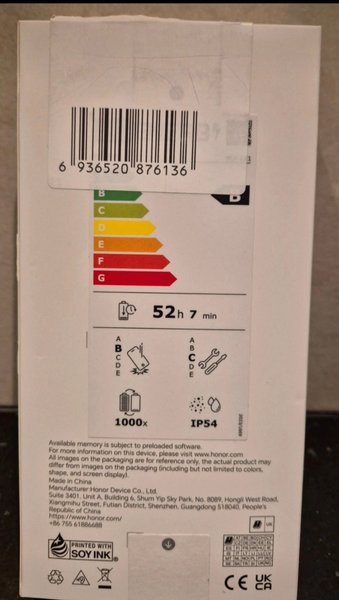 6 936520 876136
B
B
C
D
E
F
G
52h 7 min
A
B
C
D
E
A
B
C
D
E
1000x
IP54
Available memory is subject to preloaded software.
For more information on this device, please visit www.honor.com
All images on the packaging are for reference only, the actual product may
differ from images on the packaging (including but not limited to colors,
shape, and screen display).
Made in China
Manufacturer:Honor Device Co., Ltd.
Suite 3401, Unit A, Building 6, Shum Yip Sky Park, No. 8089, Hongli West Road,
Xiangmihu Street, Futian District, Shenzhen, Guangdong 518040, People's
Republic of China
https://www.honor.com/
+86 755 61886688
PRINTED WITH
SOY INK
CE
UK
CA